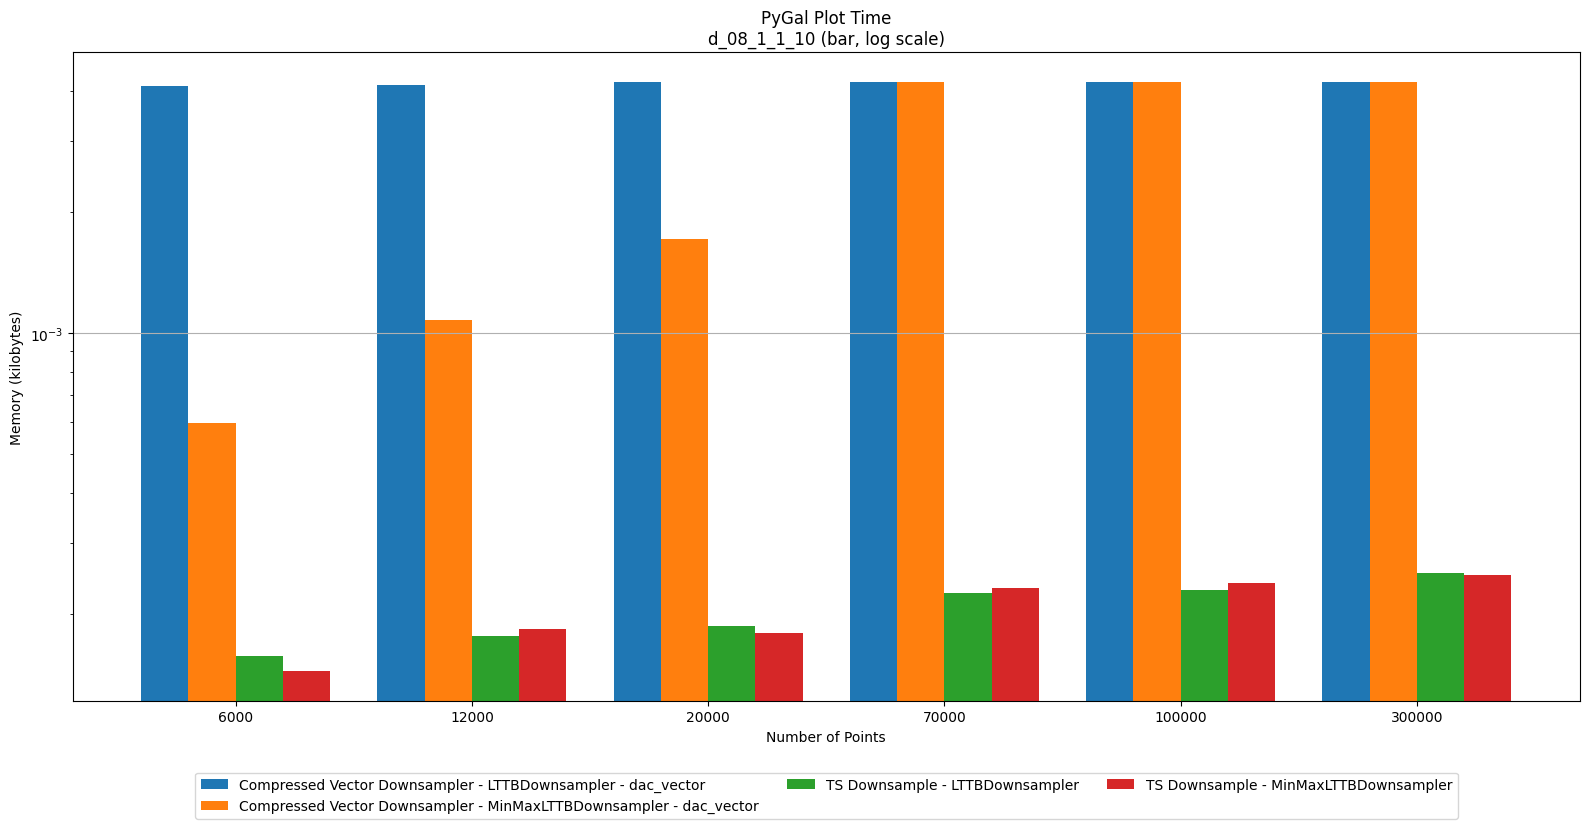 PyGal Plot Time
d_08_1_1_10 (bar, log scale)
Memory (kilobytes)
10⁻³
6000 12000 20000 70000 100000 300000
Number of Points
Compressed Vector Downsampler - LTTBDownsampler - dac_vector
Compressed Vector Downsampler - MinMaxLTTBDownsampler - dac_vector
TS Downsample - LTTBDownsampler
TS Downsample - MinMaxLTTBDownsampler